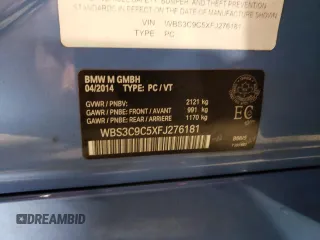 SAFETY, BUMPER AND THEFT PREVENTION
STANDARDS IN EFFECT ON THE DATE OF MANUFACTURE SHOWN
VIN: WBS3C9C5XFJ276181
TYPE: PC
BMW M GMBH
04/2014 TYPE: PC / VT
GVWR / PNBV: 2121 kg
GAWR / PNBE: FRONT / AVANT 991 kg
GAWR / PNBE: REAR / ARRIERE 1170 kg
WBS3C9C5XFJ276181
EC
DREAMBID